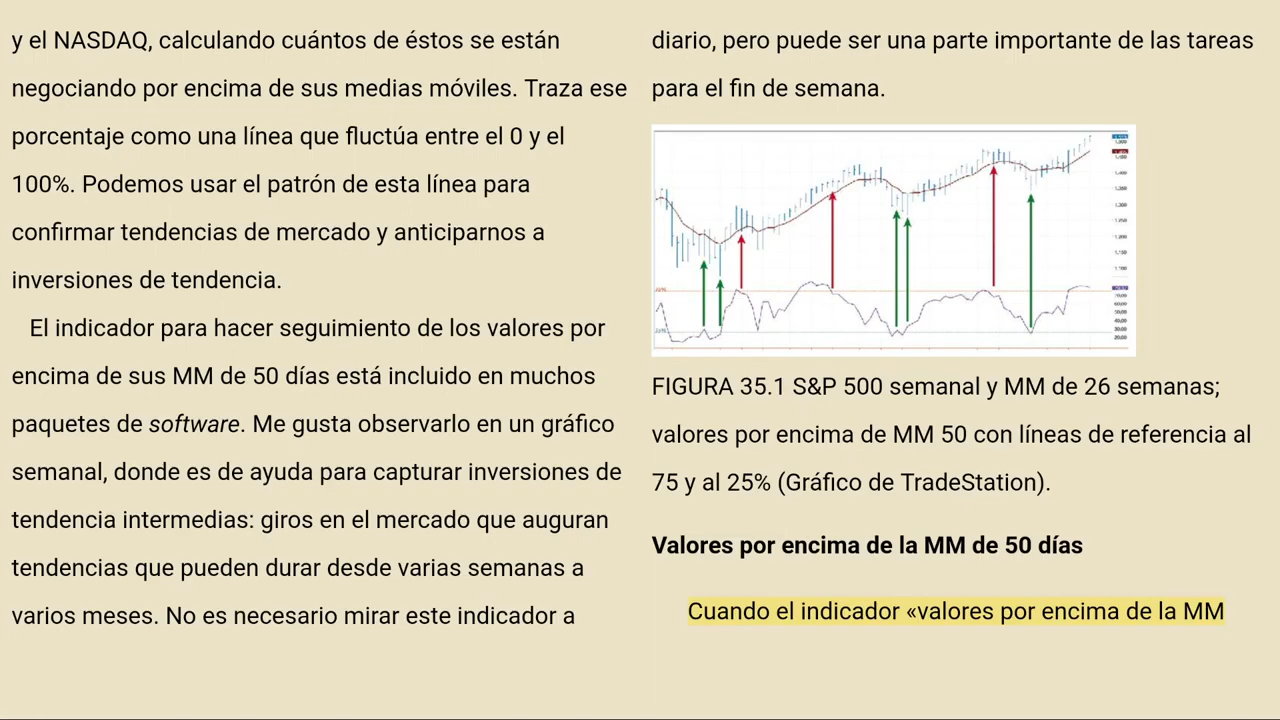 y el NASDAQ, calculando cuántos de éstos se están
negociando por encima de sus medias móviles. Traza ese
porcentaje como una línea que fluctúa entre el 0 y el
100%. Podemos usar el patrón de esta línea para
confirmar tendencias de mercado y anticiparnos a
inversiones de tendencia.
El indicador para hacer seguimiento de los valores por
encima de sus MM de 50 días está incluido en muchos
paquetes de software. Me gusta observarlo en un gráfico
semanal, donde es de ayuda para capturar inversiones de
tendencia intermedias: giros en el mercado que auguran
tendencias que pueden durar desde varias semanas a
varios meses. No es necesario mirar este indicador a
diario, pero puede ser una parte importante de las tareas
para el fin de semana.
FIGURA 35.1 S&P 500 semanal y MM de 26 semanas;
valores por encima de MM 50 con líneas de referencia al
75 y al 25% (Gráfico de TradeStation).
Valores por encima de la MM de 50 días
Cuando el indicador «valores por encima de la MM